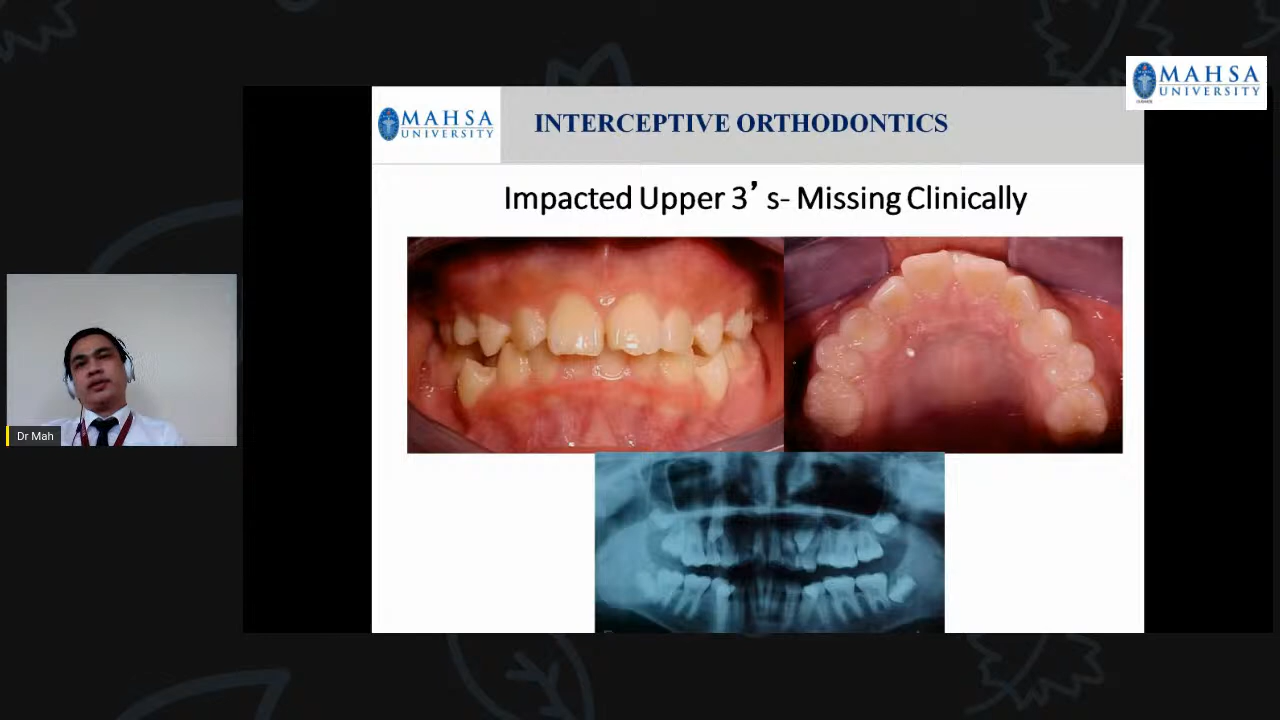 MAHSA
UNIVERSITY
MAHSA
UNIVERSITY
INTERCEPTIVE ORTHODONTICS
Impacted Upper 3’ s- Missing Clinically
Dr Mah